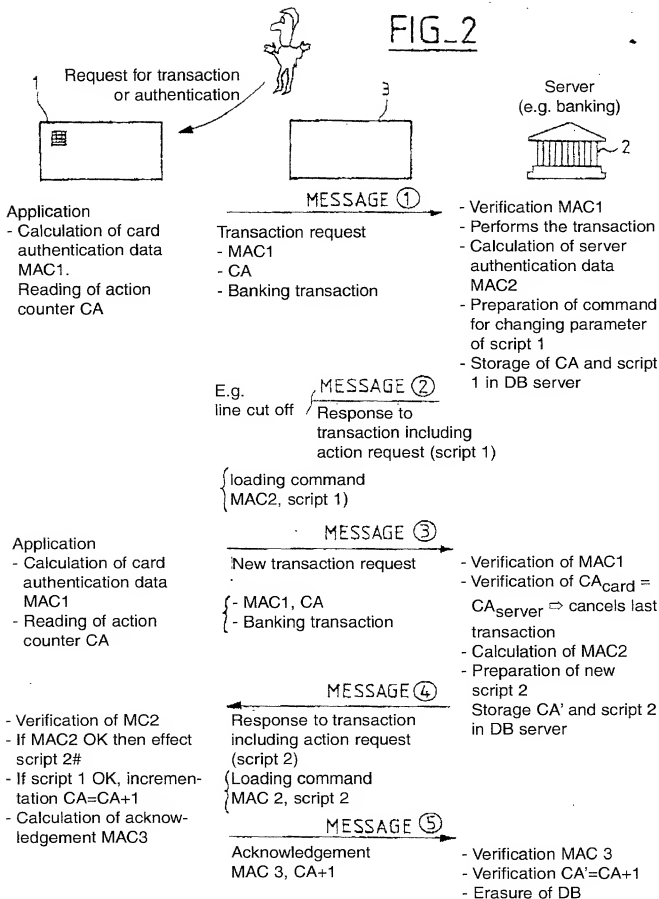 FIG_2
Request for transaction
or authentication
1
3
Server
(e.g. banking)
2
Application
- Calculation of card
authentication data
MAC1.
Reading of action
counter CA
MESSAGE ①
Transaction request
- MAC1
- CA
- Banking transaction
- Verification MAC1
- Performs the transaction
- Calculation of server
authentication data
MAC2
- Preparation of command
for changing parameter
of script 1
- Storage of CA and script
1 in DB server
E.g.
line cut off
MESSAGE ②
Response to
transaction including
action request (script 1)
loading command
MAC2, script 1)
Application
- Calculation of card
authentication data
MAC1
- Reading of action
counter CA
MESSAGE ③
New transaction request
- MAC1, CA
- Banking transaction
- Verification of MAC1
- Verification of CAcard =
CAserver ⇨ cancels last
transaction
- Calculation of MAC2
- Preparation of new
script 2
Storage CA' and script 2
in DB server
MESSAGE ④
- Verification of MC2
- If MAC2 OK then effect
script 2#
- If script 1 OK, incremen-
tation CA=CA+1
- Calculation of acknow-
ledgement MAC3
Response to transaction
including action request
(script 2)
Loading command
MAC 2, script 2
MESSAGE ⑤
Acknowledgement
MAC 3, CA+1
- Verification MAC 3
- Verification CA'=CA+1
- Erasure of DB